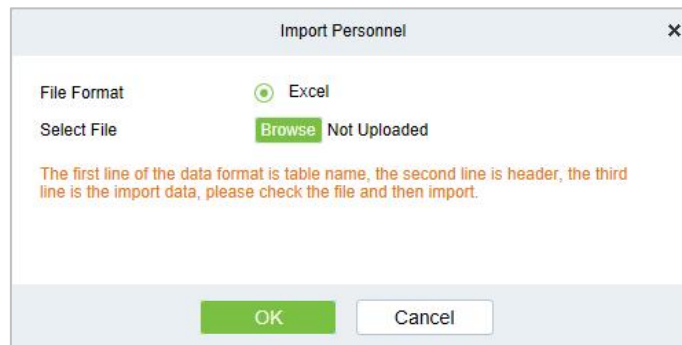 Import Personnel ×
File Format Excel
Select File Browse Not Uploaded
The first line of the data format is table name, the second line is header, the third
line is the import data, please check the file and then import.
OK Cancel